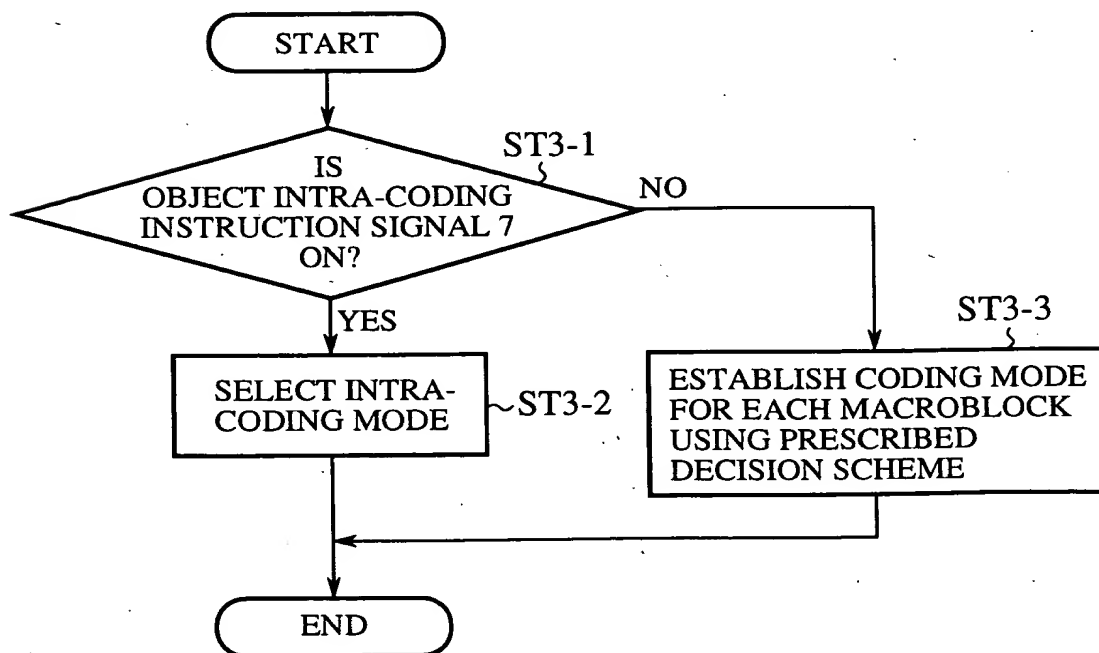 START
ST3-1
IS
OBJECT INTRA-CODING
INSTRUCTION SIGNAL 7
ON?
NO
YES
SELECT INTRA-
CODING MODE
ST3-2
ST3-3
ESTABLISH CODING MODE
FOR EACH MACROBLOCK
USING PRESCRIBED
DECISION SCHEME
END